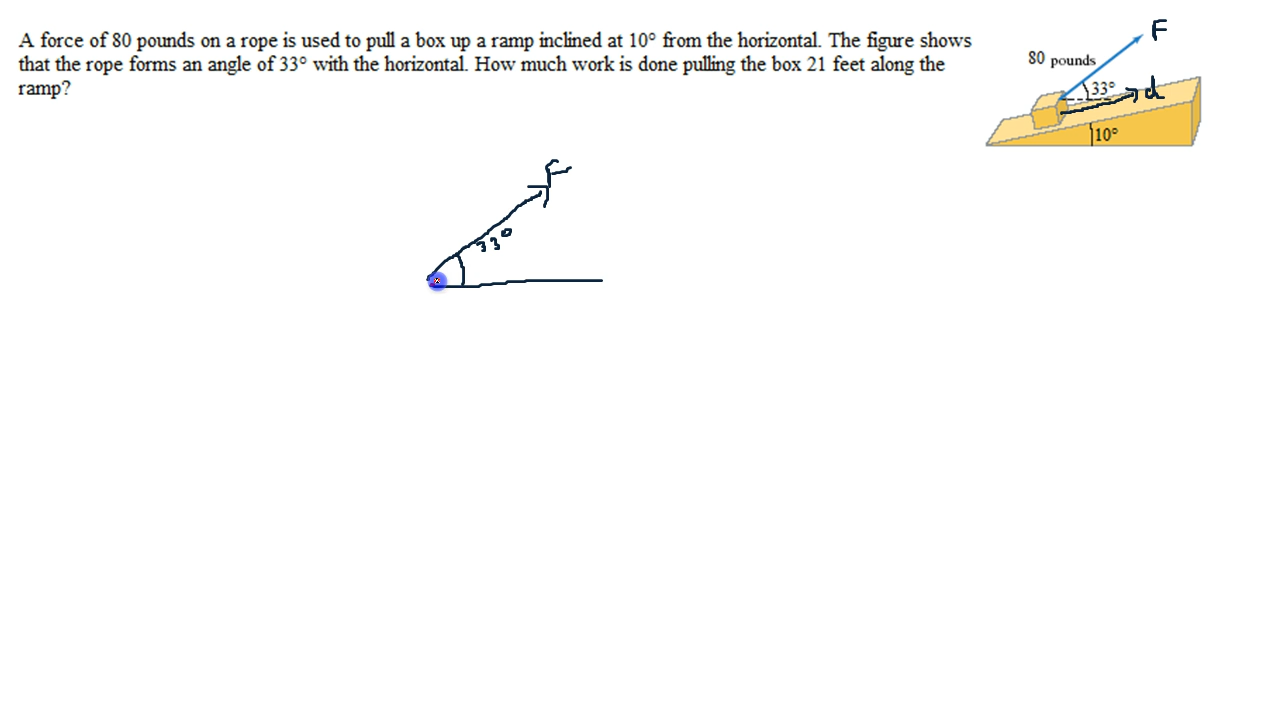 A force of 80 pounds on a rope is used to pull a box up a ramp inclined at 10° from the horizontal. The figure shows
that the rope forms an angle of 33° with the horizontal. How much work is done pulling the box 21 feet along the
ramp?
F
80 pounds
33°
d
10°
F
33°